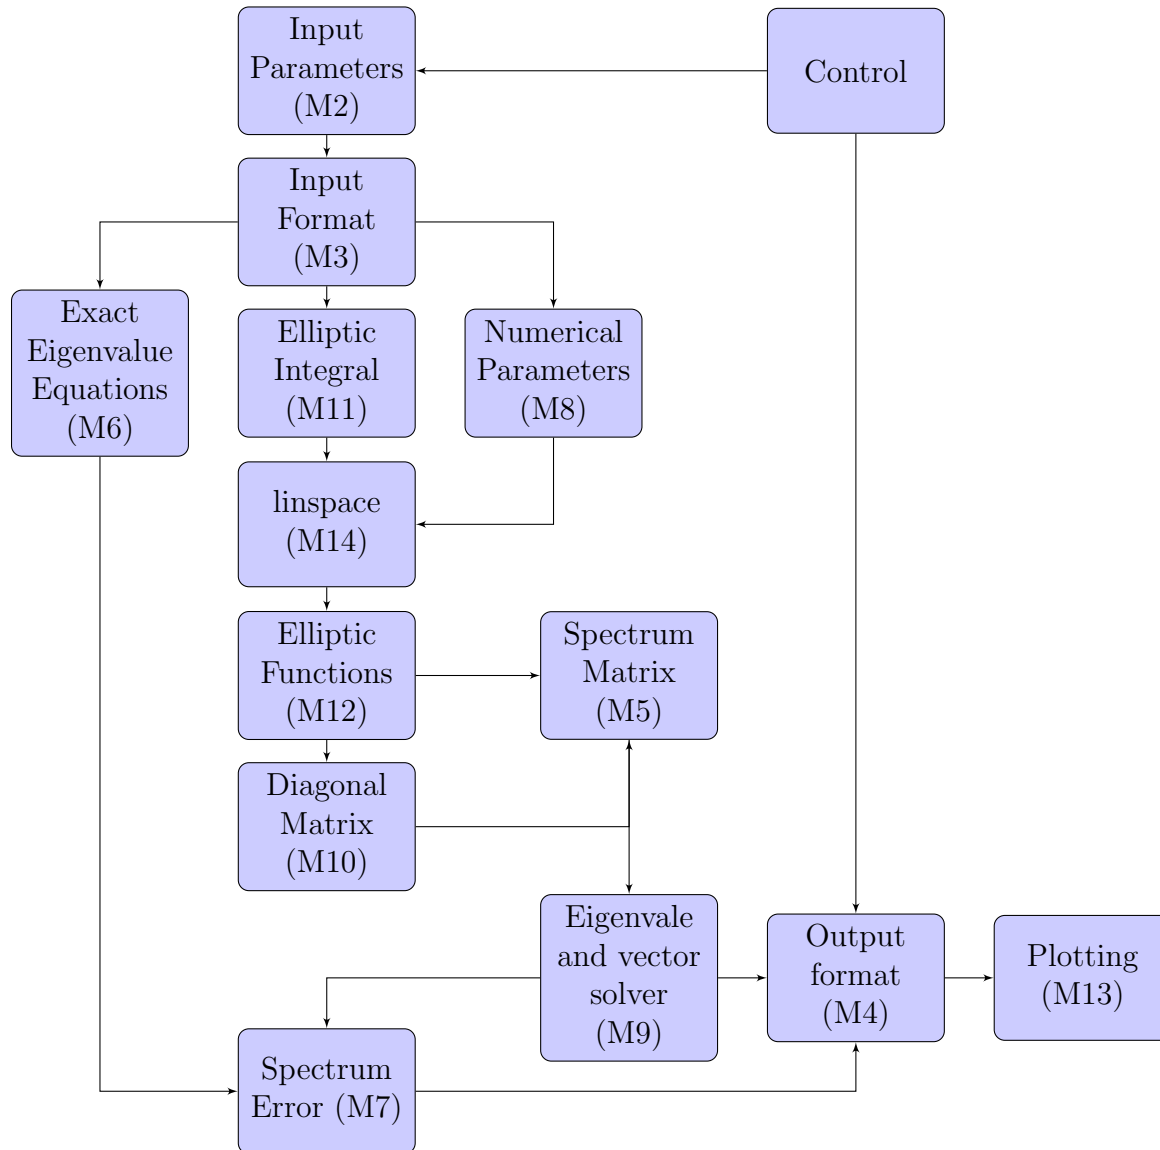 Input
Parameters
(M2)
Control
Input
Format
(M3)
Exact
Eigenvalue
Equations
(M6)
Elliptic
Integral
(M11)
Numerical
Parameters
(M8)
linspace
(M14)
Elliptic
Functions
(M12)
Spectrum
Matrix
(M5)
Diagonal
Matrix
(M10)
Eigenvale
and vector
solver
(M9)
Output
format
(M4)
Plotting
(M13)
Spectrum
Error (M7)